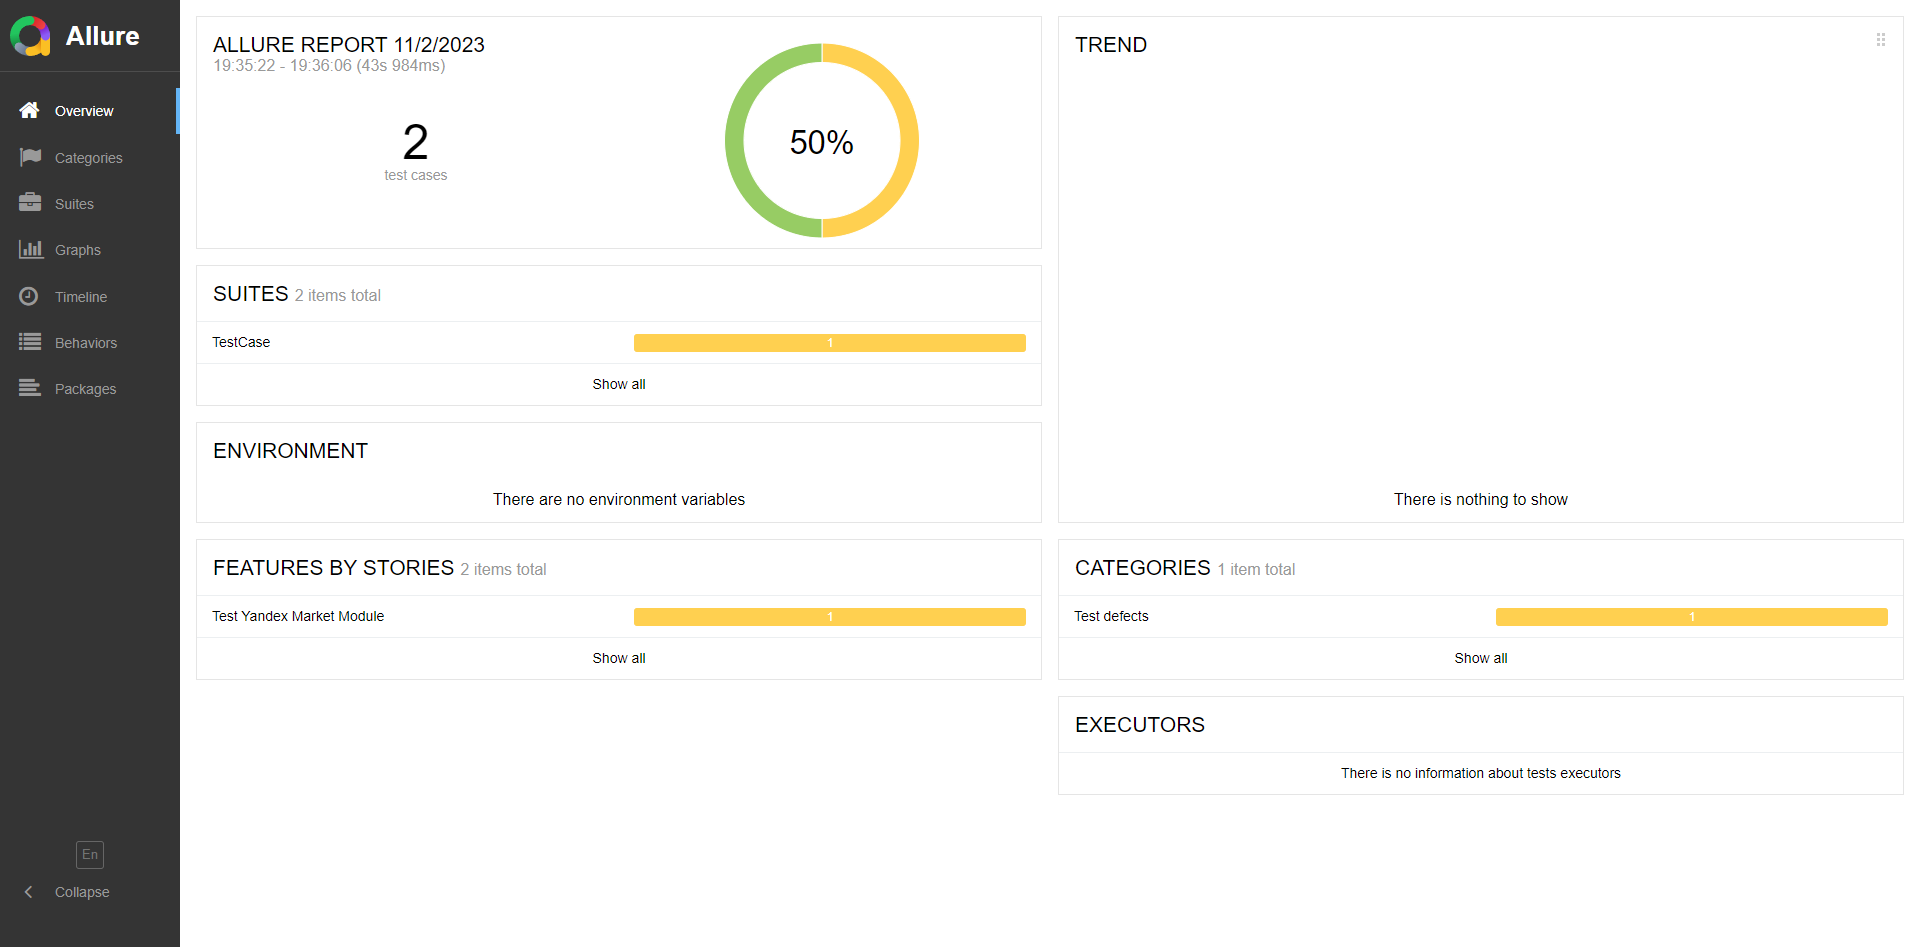 Allure
Overview
Categories
Suites
Graphs
Timeline
Behaviors
Packages
En
Collapse
ALLURE REPORT 11/2/2023
19:35:22 - 19:36:06 (43s 984ms)
2
test cases
50%
SUITES 2 items total
TestCase 1
Show all
ENVIRONMENT
There are no environment variables
FEATURES BY STORIES 2 items total
Test Yandex Market Module 1
Show all
TREND
There is nothing to show
CATEGORIES 1 item total
Test defects 1
Show all
EXECUTORS
There is no information about tests executors